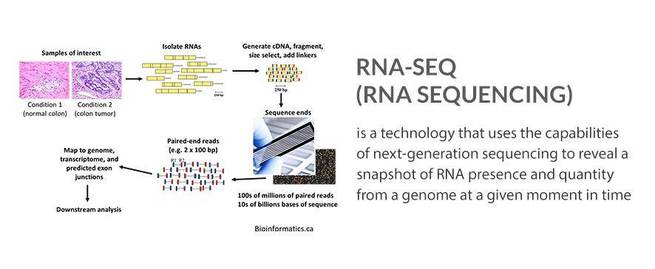 Samples of interest
Condition 1
(normal colon)
Condition 2
(colon tumor)
Isolate RNAs
Generate cDNA, fragment,
size select, add linkers
Sequence ends
100s of millions of paired reads
10s of billions bases of sequence
Paired-end reads
(e.g. 2 x 100 bp)
Map to genome,
transcriptome, and
predicted exon
junctions
Downstream analysis
Bioinformatics.ca
RNA-SEQ
(RNA SEQUENCING)
is a technology that uses the capabilities
of next-generation sequencing to reveal a
snapshot of RNA presence and quantity
from a genome at a given moment in time